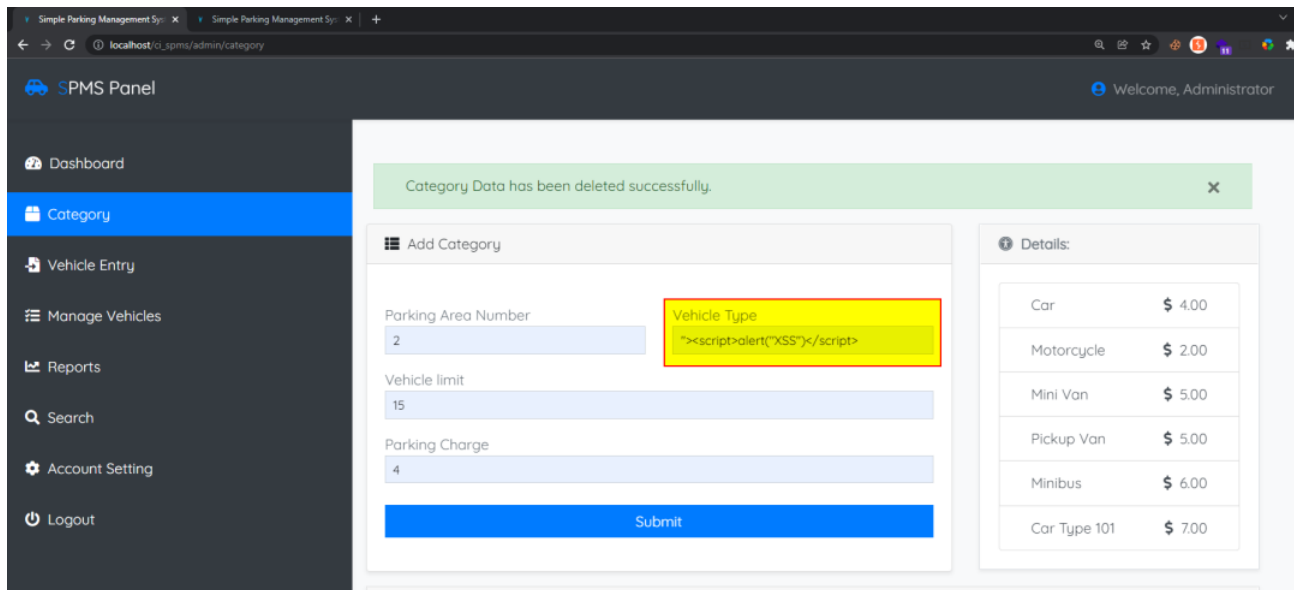 Simple Parking Management Sys
Simple Parking Management Sys
localhost/ci_spms/admin/category
11
SPMS Panel
Welcome, Administrator
Dashboard
Category
Vehicle Entry
Manage Vehicles
Reports
Search
Account Setting
Logout
Category Data has been deleted successfully.
Add Category
Parking Area Number
2
Vehicle Type
"><script>alert("XSS")</script>
Vehicle limit
15
Parking Charge
4
Submit
Details:
Car $ 4.00
Motorcycle $ 2.00
Mini Van $ 5.00
Pickup Van $ 5.00
Minibus $ 6.00
Car Type 101 $ 7.00